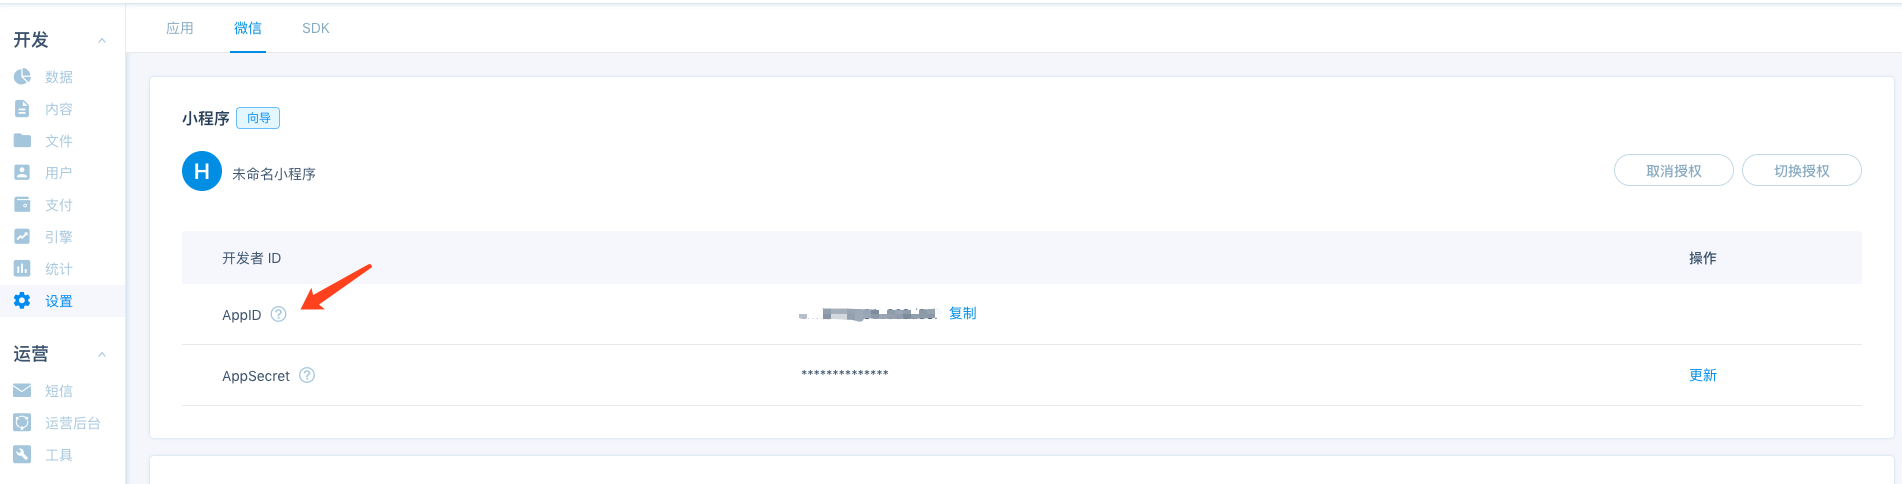 开发
数据
内容
文件
用户
支付
引擎
统计
设置
运营
短信
运营后台
工具
应用 微信 SDK
小程序 向导
H 未命名小程序 取消授权 切换授权
开发者 ID 操作
AppID ? 复制
AppSecret ? ************** 更新